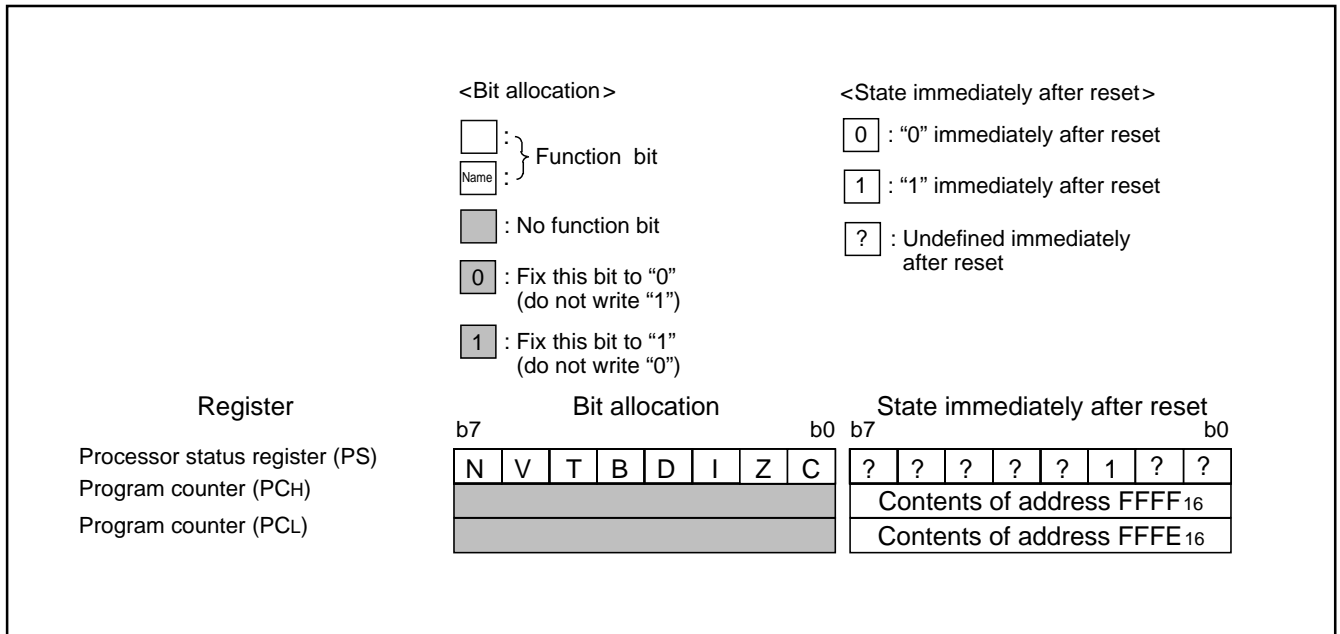 <Bit allocation>
:
Name :
Function bit
: No function bit
0 : Fix this bit to “0”
(do not write “1”)
1 : Fix this bit to “1”
(do not write “0”)
<State immediately after reset>
0 : “0” immediately after reset
1 : “1” immediately after reset
? : Undefined immediately
after reset
Register Bit allocation State immediately after reset
b7 b0 b7 b0
Processor status register (PS) N V T B D I Z C ? ? ? ? ? 1 ? ?
Program counter (PCH) Contents of address FFFF16
Program counter (PCL) Contents of address FFFE16